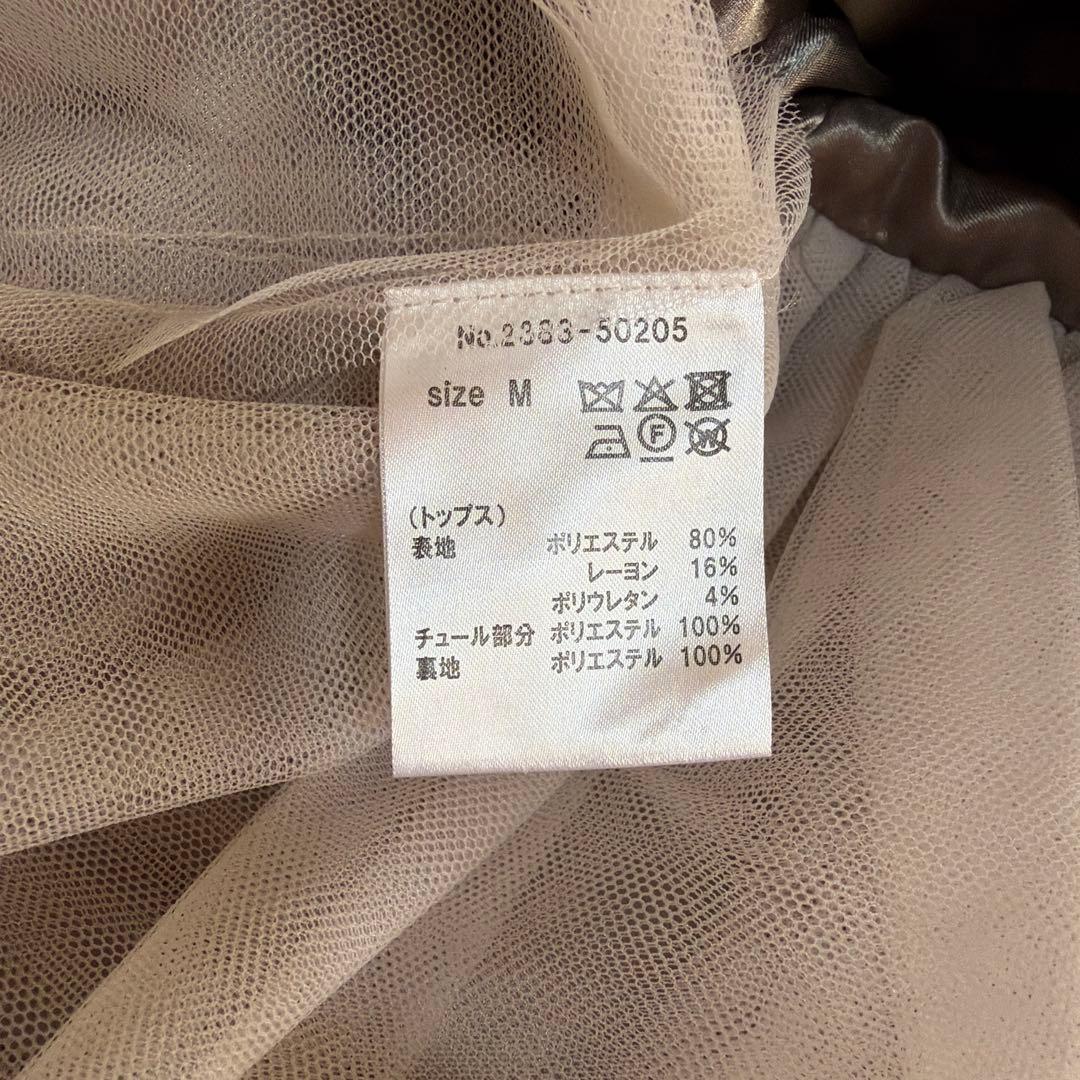 No.2383-50205
size M
F
W
(トップス)
表地 ポリエステル 80%
レーヨン 16%
ポリウレタン 4%
チュール部分 ポリエステル 100%
裏地 ポリエステル 100%